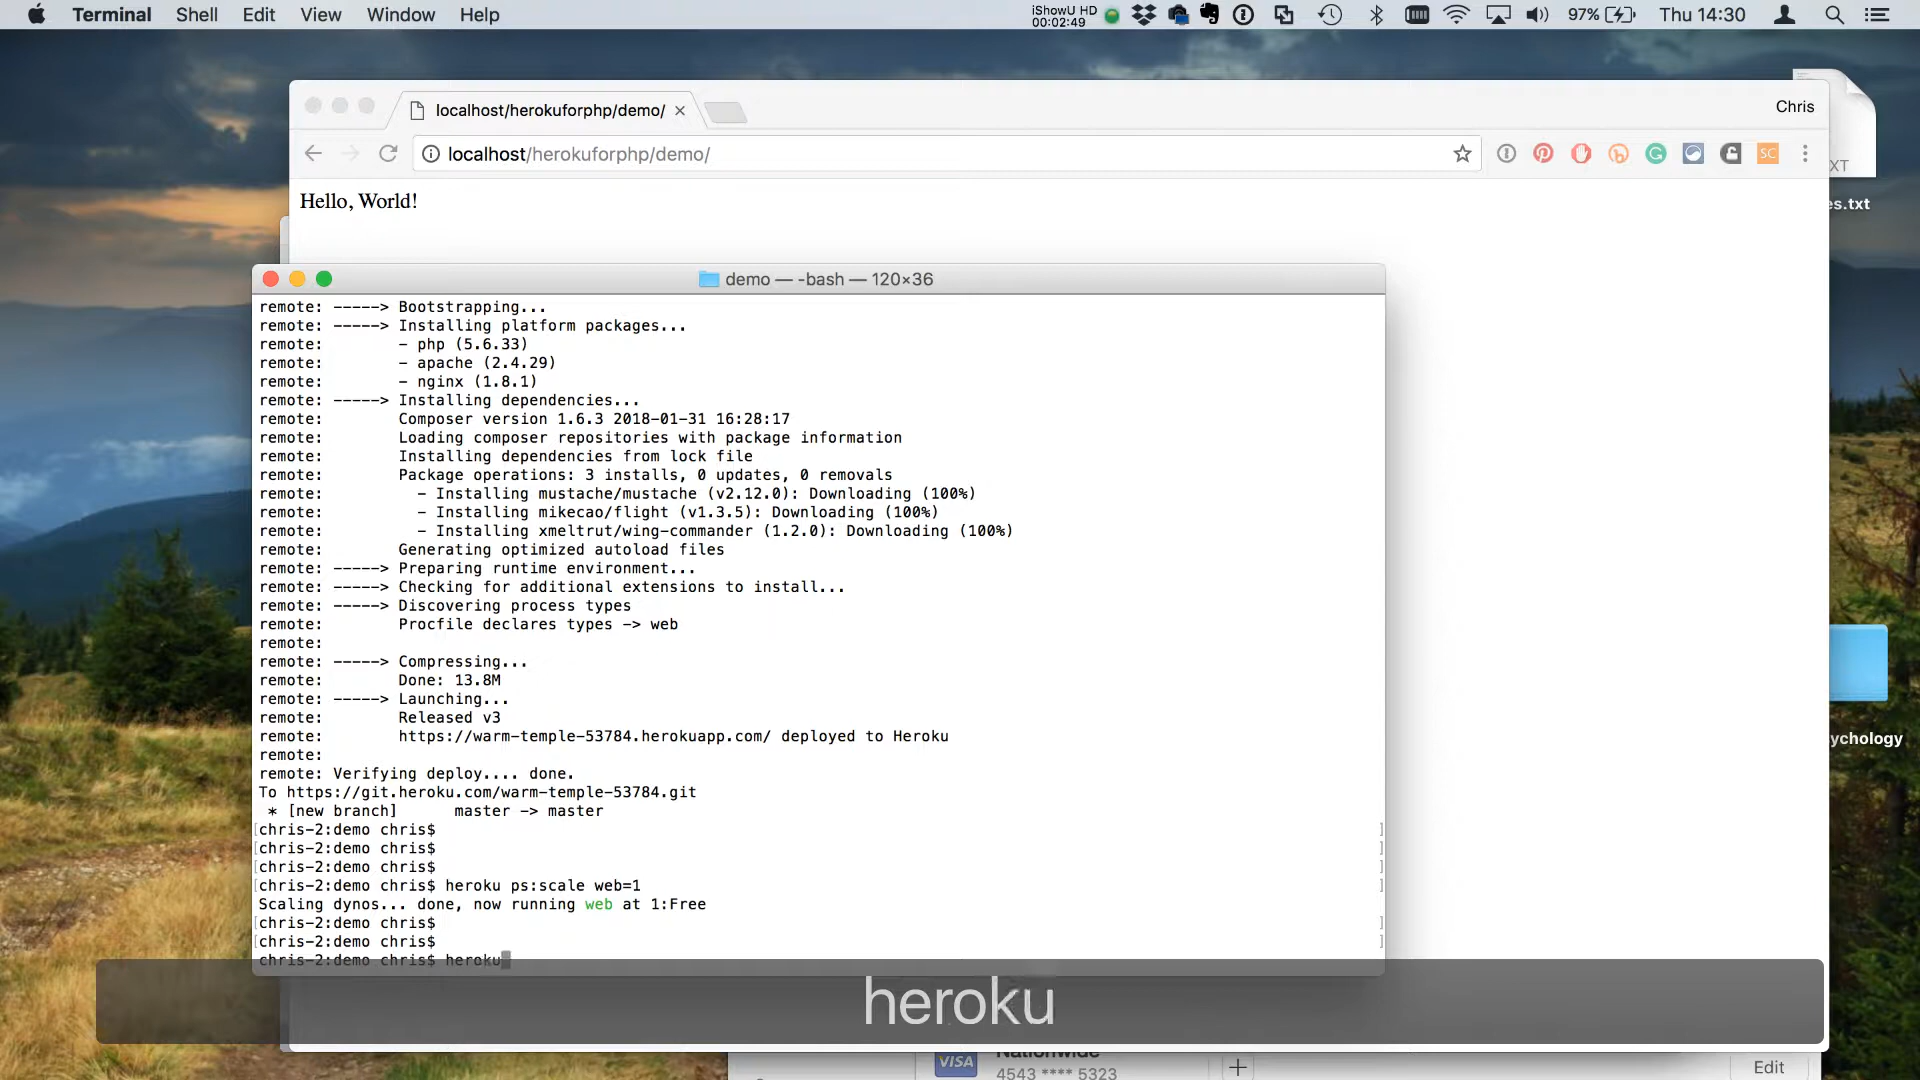 Terminal Shell Edit View Window Help
iShowU HD
00:02:49
97% Thu 14:30
localhost/herokuforphp/demo/ Chris
localhost/herokuforphp/demo/
SC
XT
es.txt
Hello, World!
demo — -bash — 120×36
remote: -----> Bootstrapping...
remote: -----> Installing platform packages...
remote:        - php (5.6.33)
remote:        - apache (2.4.29)
remote:        - nginx (1.8.1)
remote: -----> Installing dependencies...
remote:        Composer version 1.6.3 2018-01-31 16:28:17
remote:        Loading composer repositories with package information
remote:        Installing dependencies from lock file
remote:        Package operations: 3 installs, 0 updates, 0 removals
remote:          - Installing mustache/mustache (v2.12.0): Downloading (100%)
remote:          - Installing mikecao/flight (v1.3.5): Downloading (100%)
remote:          - Installing xmeltrut/wing-commander (1.2.0): Downloading (100%)
remote:        Generating optimized autoload files
remote: -----> Preparing runtime environment...
remote: -----> Checking for additional extensions to install...
remote: -----> Discovering process types
remote:        Procfile declares types -> web
remote:
remote: -----> Compressing...
remote:        Done: 13.8M
remote: -----> Launching...
remote:        Released v3
remote:        https://warm-temple-53784.herokuapp.com/ deployed to Heroku
remote:
remote: Verifying deploy.... done.
To https://git.heroku.com/warm-temple-53784.git
 * [new branch]      master -> master
[chris-2:demo chris$ ]
[chris-2:demo chris$ ]
[chris-2:demo chris$ ]
[chris-2:demo chris$ heroku ps:scale web=1 ]
Scaling dynos... done, now running web at 1:Free
[chris-2:demo chris$ ]
[chris-2:demo chris$ ]
chris-2:demo chris$ heroku
ychology
heroku
VISA Nationwide
4543 **** 5323
Edit